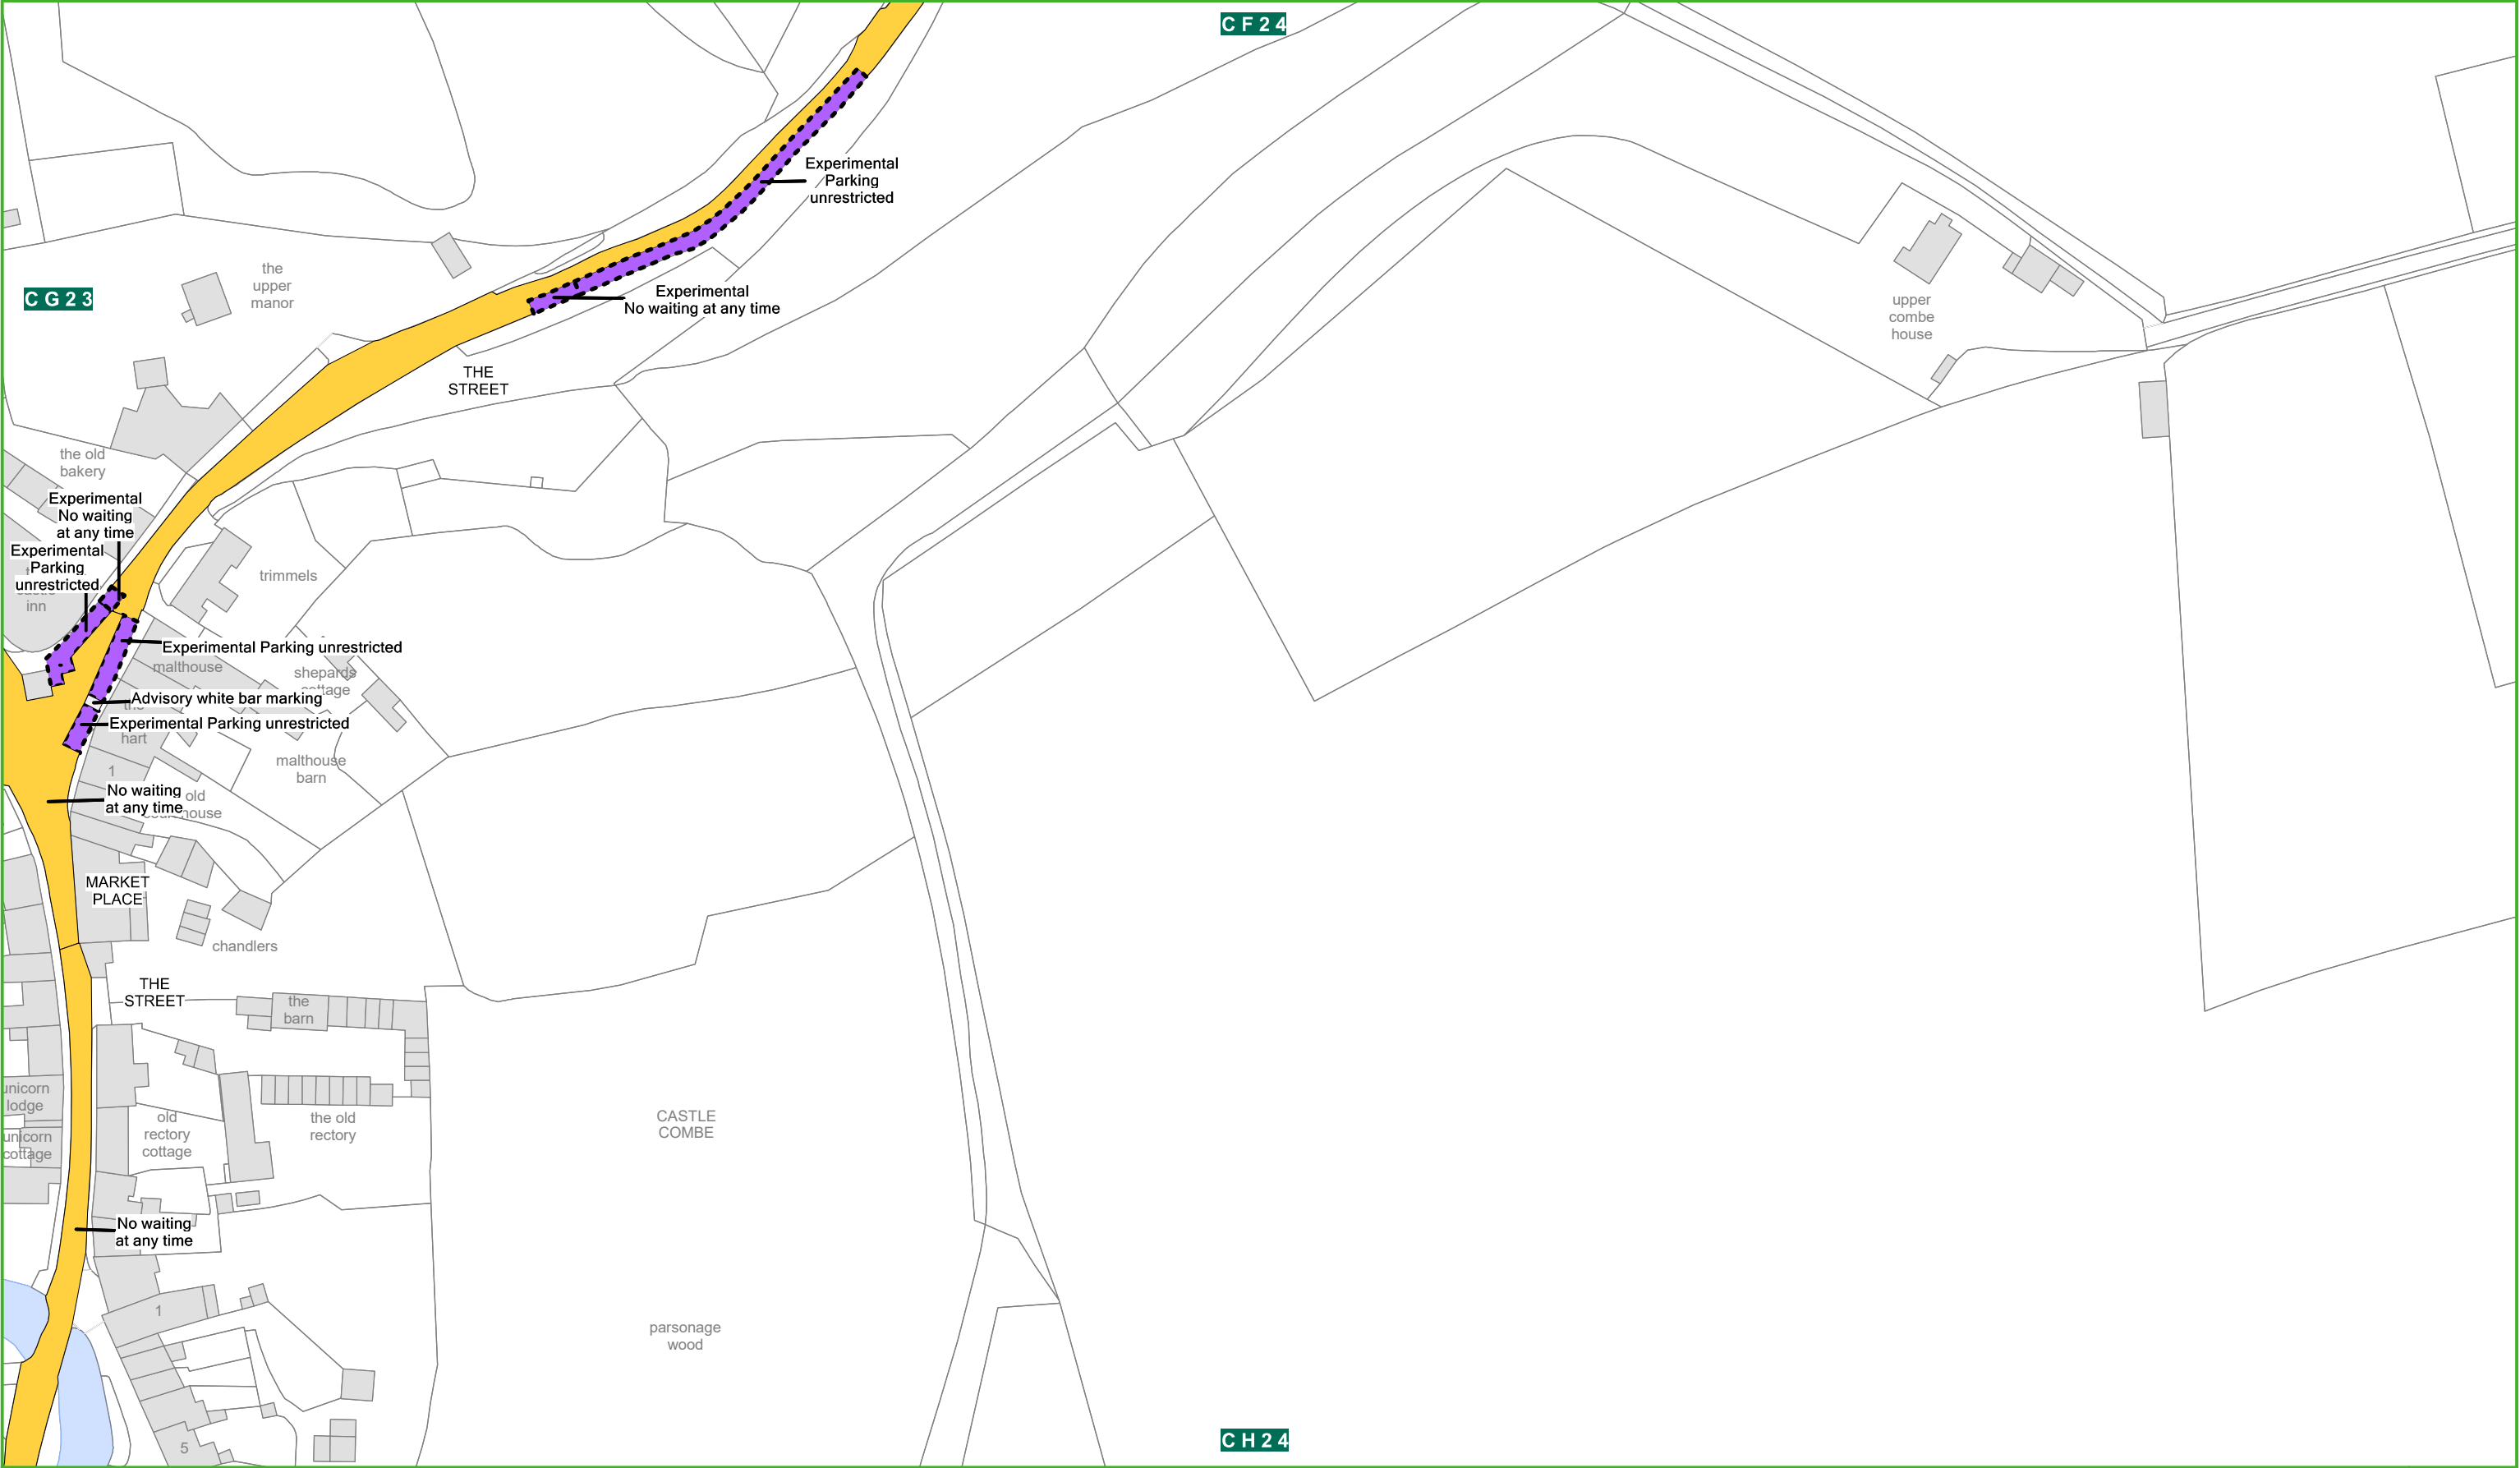 C F 2 4
Experimental
Parking
unrestricted
the
upper
manor
C G 2 3
Experimental
No waiting at any time
upper
combe
house
THE
STREET
the old
bakery
Experimental
No waiting
at any time
Experimental
Parking
unrestricted
inn
trimmels
Experimental Parking unrestricted
malthouse
shepards
cottage
Advisory white bar marking
the
Experimental Parking unrestricted
hart
malthouse
barn
1
No waiting
at any time
old
house
MARKET
PLACE
chandlers
THE
STREET
the
barn
unicorn
lodge
unicorn
cottage
old
rectory
cottage
the old
rectory
CASTLE
COMBE
No waiting
at any time
1
parsonage
wood
5
C H 2 4